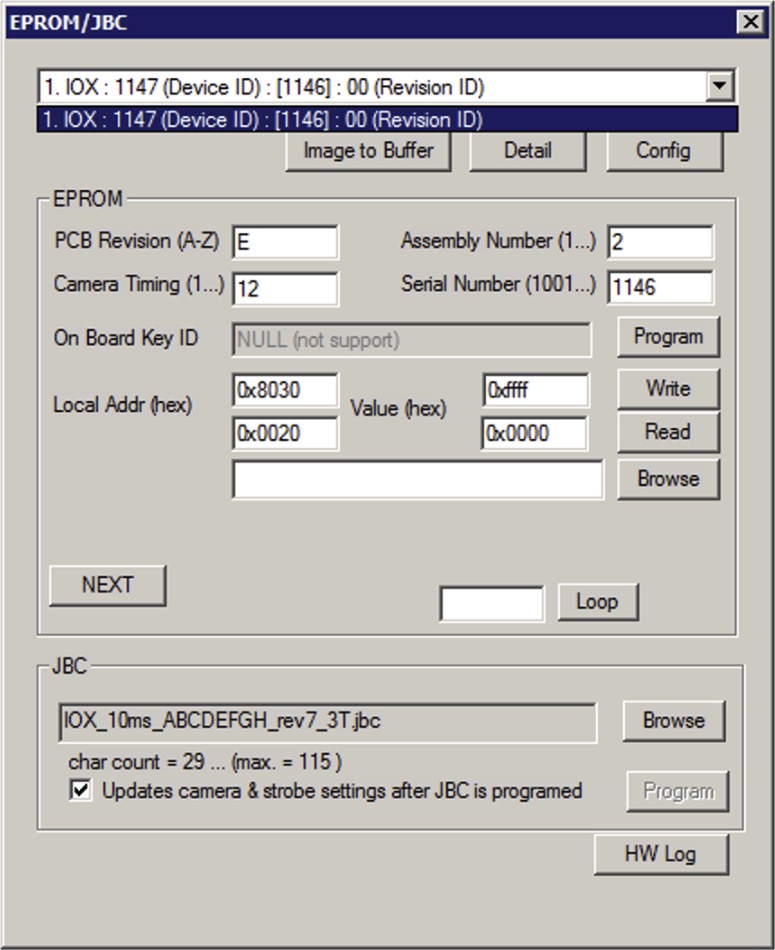 EPROM/JBC
1. IOX : 1147 (Device ID) : [1146] : 00 (Revision ID)
1. IOX : 1147 (Device ID) : [1146] : 00 (Revision ID)
Image to Buffer Detail Config
EPROM
PCB Revision (A-Z) E Assembly Number (1...) 2
Camera Timing (1...) 12 Serial Number (1001...) 1146
On Board Key ID NULL (not support) Program
Local Addr (hex) 0x8030 Value (hex) 0xffff Write
0x0020 0x0000 Read
Browse
NEXT
Loop
JBC
IOX_10ms_ABCDEFGH_rev7_3T.jbc Browse
char count = 29 ... (max. = 115 )
Updates camera & strobe settings after JBC is programed Program
HW Log